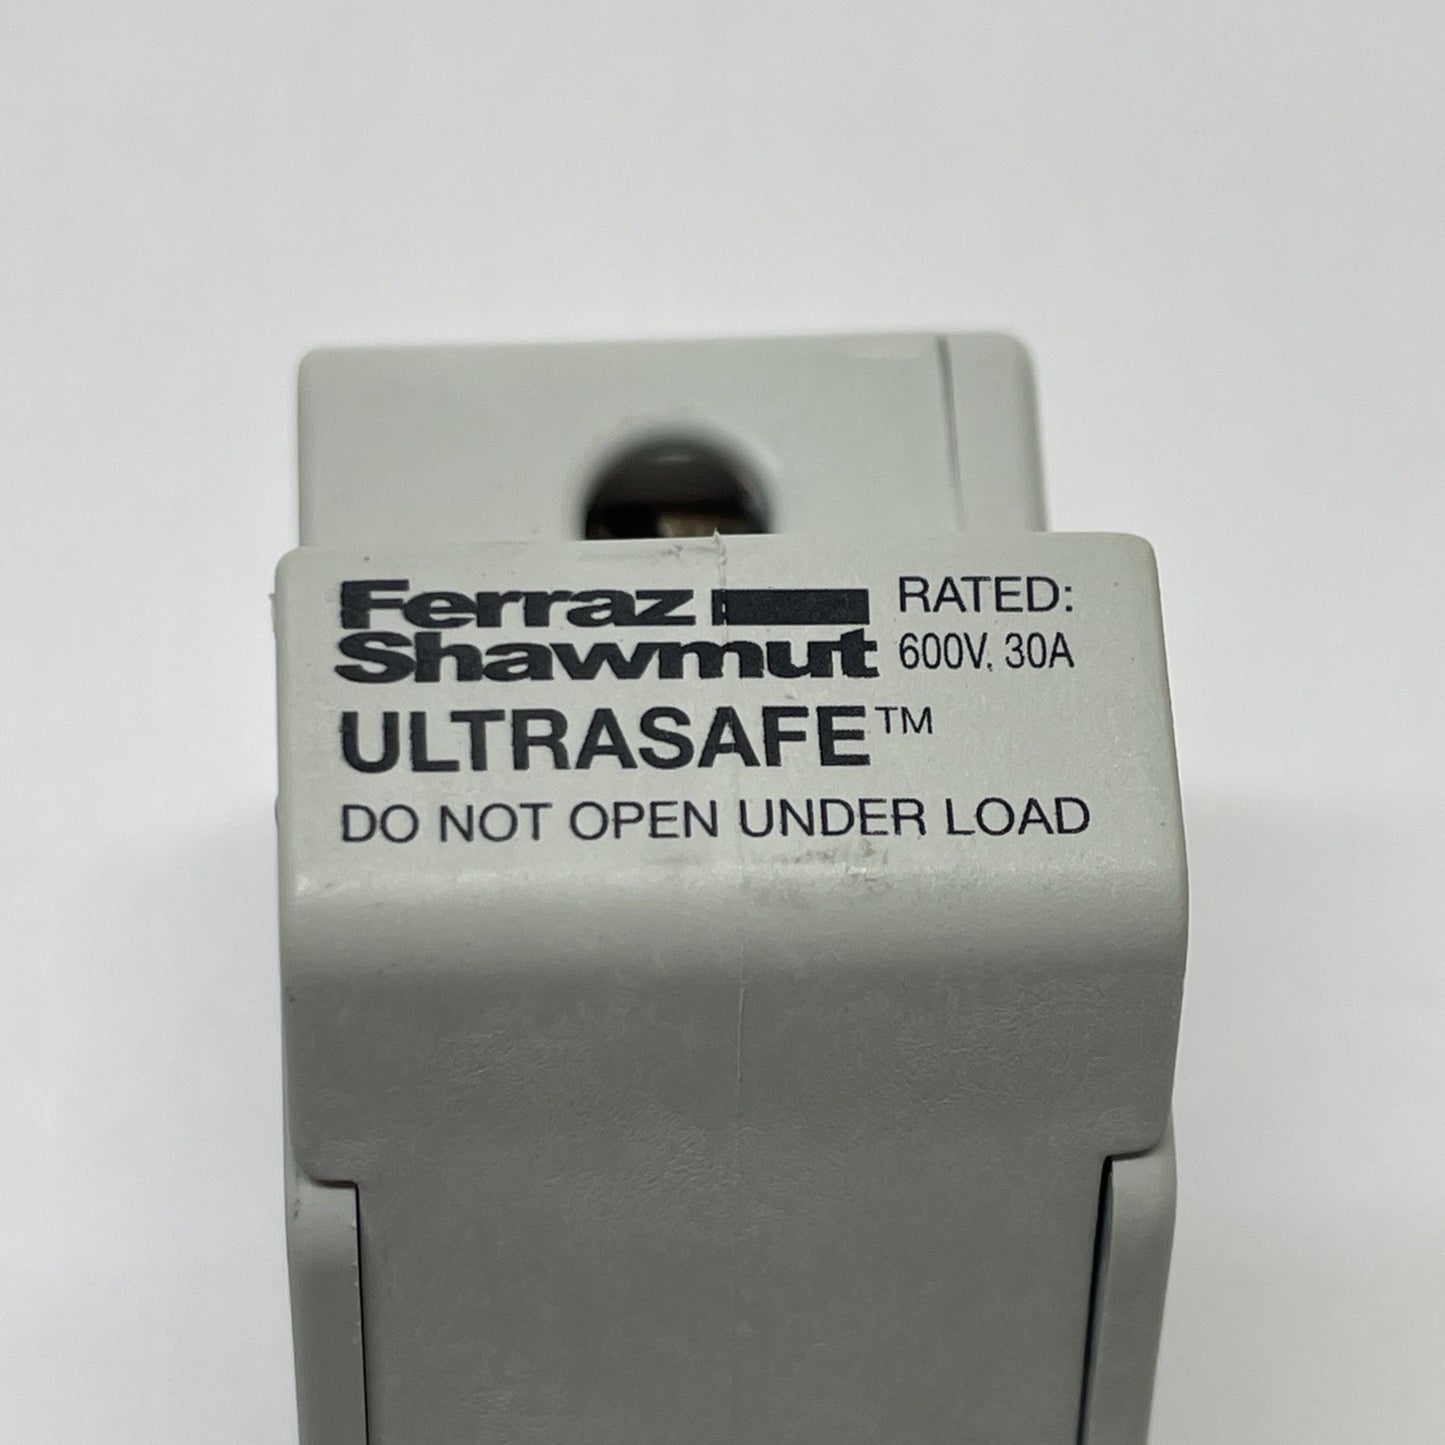 Ferraz
Shawmut
RATED:
600V, 30A
ULTRASAFE™
DO NOT OPEN UNDER LOAD